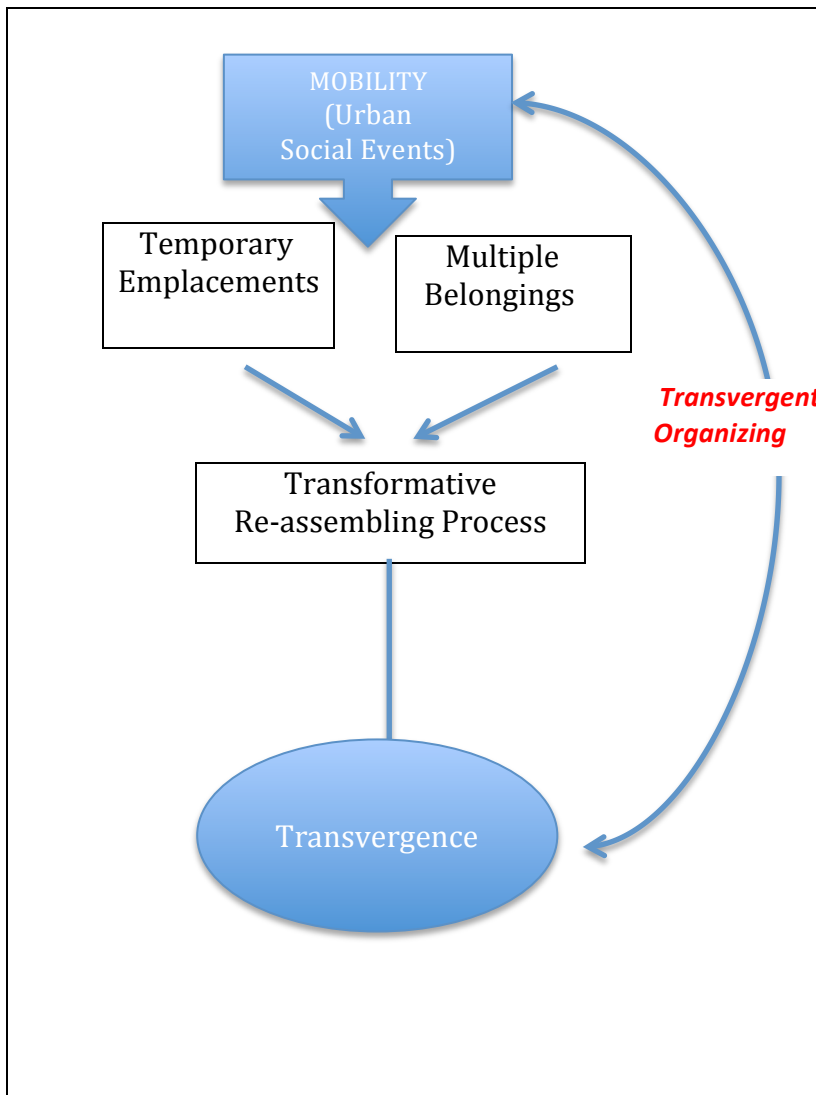 MOBILITY
(Urban
Social Events)
Temporary
Emplacements
Multiple
Belongings
Transvergent
Organizing
Transformative
Re-assembling Process
Transvergence